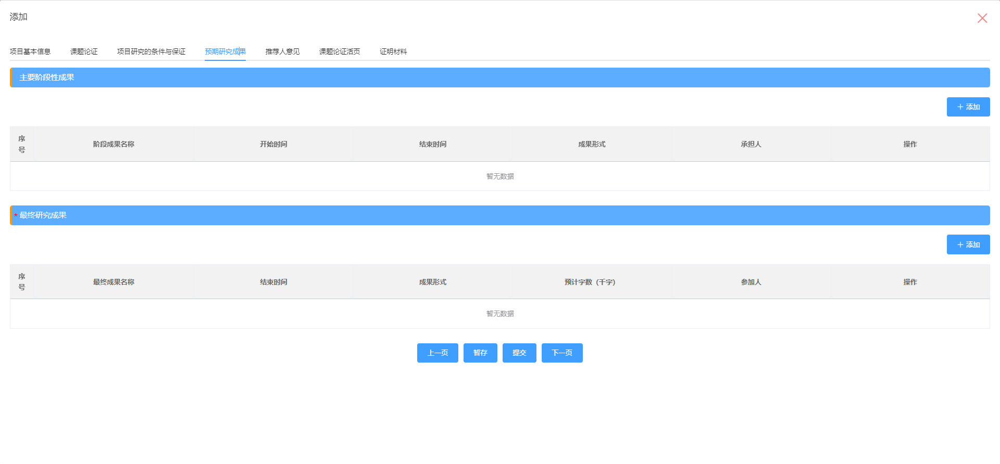 添加
项目基本信息 课题论证 项目研究的条件与保证 预期研究成果 推荐人意见 课题论证活页 证明材料
主要阶段性成果
+ 添加
序号 阶段成果名称 开始时间 结束时间 成果形式 承担人 操作
暂无数据
* 最终研究成果
+ 添加
序号 最终成果名称 结束时间 成果形式 预计字数（千字） 参加人 操作
暂无数据
上一页 暂存 提交 下一页